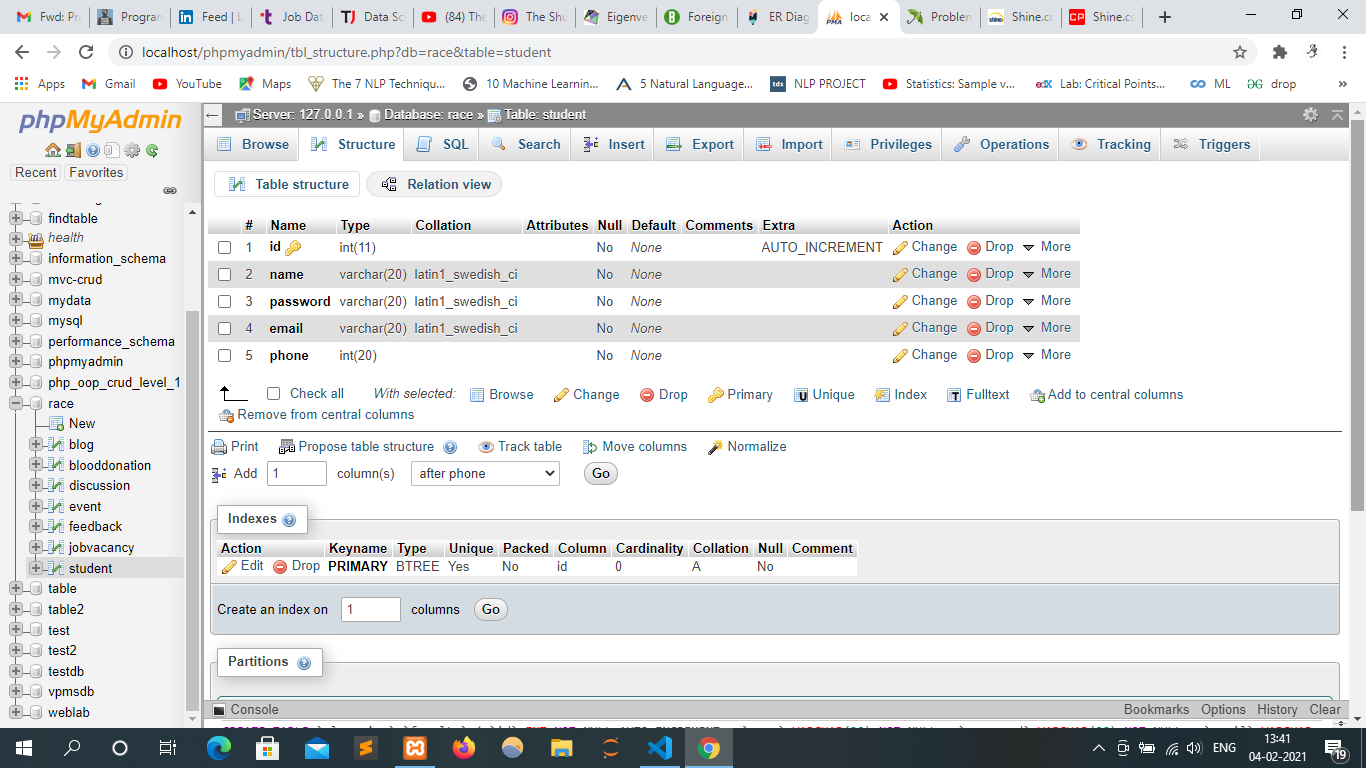 Fwd: Pr
Program
Feed | L
Job Dat
Data Sc
(84) The
The Shu
Eigenve
Foreign
ER Diag
loca
Problem
Shine.co
Shine.co
localhost/phpmyadmin/tbl_structure.php?db=race&table=student
Apps
Gmail
YouTube
Maps
The 7 NLP Techniqu...
10 Machine Learnin...
5 Natural Language...
NLP PROJECT
Statistics: Sample v...
Lab: Critical Points...
ML
drop
»
phpMyAdmin
Recent Favorites
findtable
health
information_schema
mvc-crud
mydata
mysql
performance_schema
phpmyadmin
php_oop_crud_level_1
race
New
blog
blooddonation
discussion
event
feedback
jobvacancy
student
table
table2
test
test2
testdb
vpmsdb
weblab
Server: 127.0.0.1 » Database: race » Table: student
Browse Structure SQL Search Insert Export Import Privileges Operations Tracking Triggers
Table structure Relation view
# Name Type Collation Attributes Null Default Comments Extra Action
1 id int(11) No None AUTO_INCREMENT Change Drop More
2 name varchar(20) latin1_swedish_ci No None Change Drop More
3 password varchar(20) latin1_swedish_ci No None Change Drop More
4 email varchar(20) latin1_swedish_ci No None Change Drop More
5 phone int(20) No None Change Drop More
Check all With selected: Browse Change Drop Primary Unique Index Fulltext Add to central columns
Remove from central columns
Print Propose table structure Track table Move columns Normalize
Add 1 column(s) after phone Go
Indexes
Action Keyname Type Unique Packed Column Cardinality Collation Null Comment
Edit Drop PRIMARY BTREE Yes No id 0 A No
Create an index on 1 columns Go
Partitions
Console Bookmarks Options History Clear
ENG
13:41
04-02-2021
19